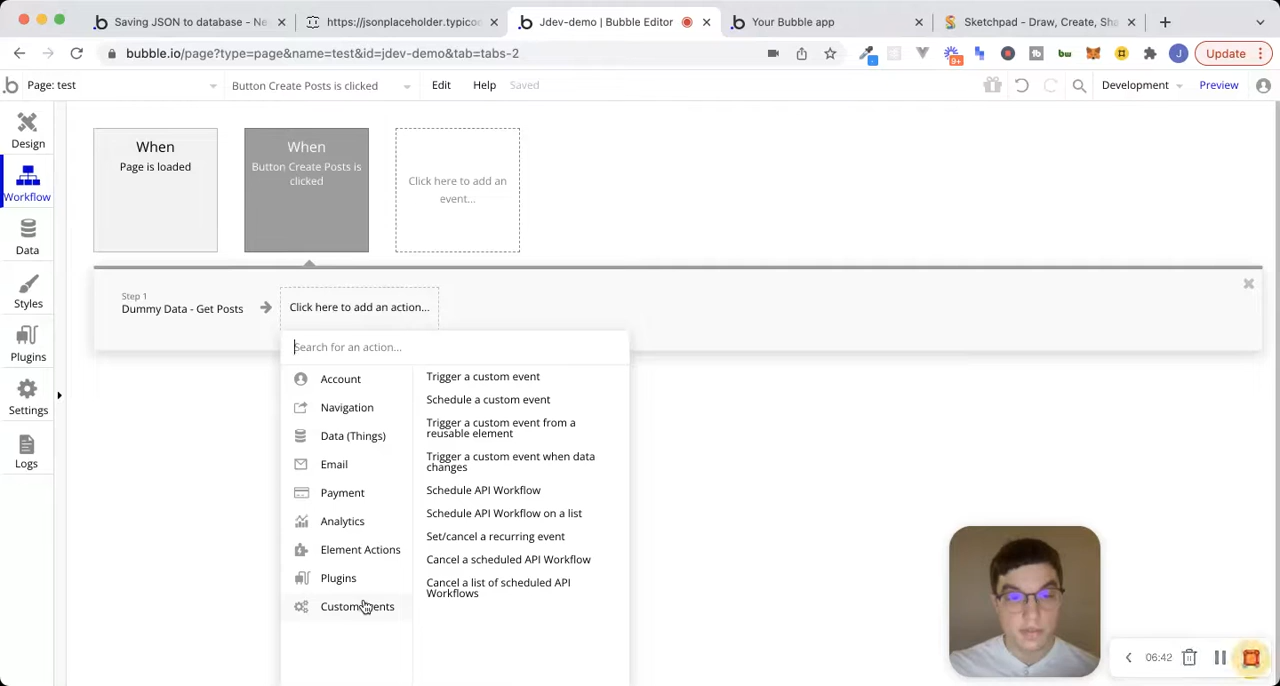 Saving JSON to database - Ne
https://jsonplaceholder.typico
Jdev-demo | Bubble Editor
Your Bubble app
Sketchpad - Draw, Create, Sha
bubble.io/page?type=page&name=test&id=jdev-demo&tab=tabs-2
9+
J
Update
Page: test
Button Create Posts is clicked
Edit
Help
Saved
Development
Preview
Design
Workflow
Data
Styles
Plugins
Settings
Logs
When
Page is loaded
When
Button Create Posts is
clicked
Click here to add an
event...
Step 1
Dummy Data - Get Posts
Click here to add an action...
Search for an action...
Account
Navigation
Data (Things)
Email
Payment
Analytics
Element Actions
Plugins
Trigger a custom event
Schedule a custom event
Trigger a custom event from a
reusable element
Trigger a custom event when data
changes
Schedule API Workflow
Schedule API Workflow on a list
Set/cancel a recurring event
Cancel a scheduled API Workflow
Cancel a list of scheduled API
Workflows
06:42